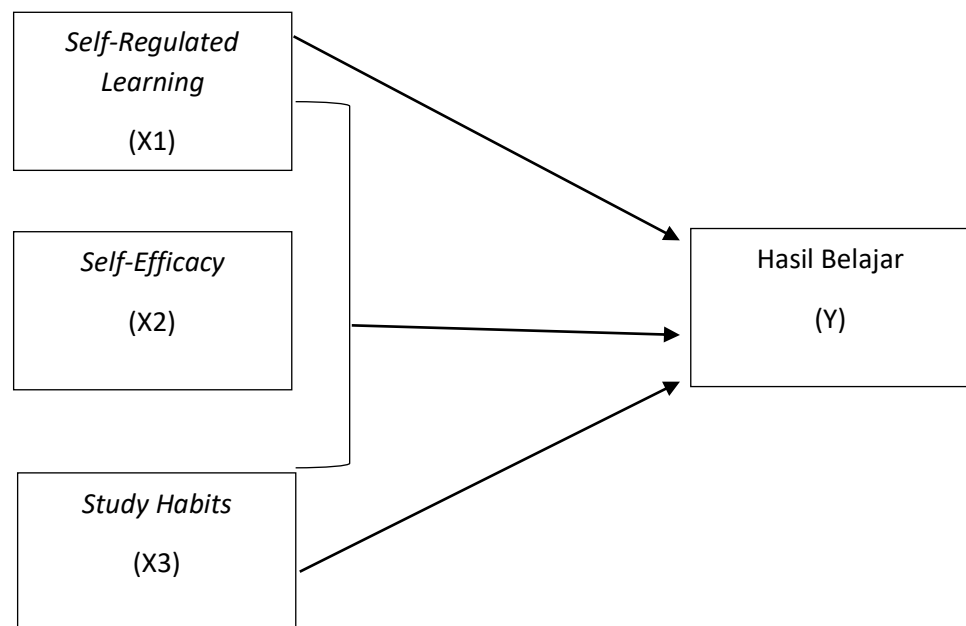 Self-Regulated
Learning
(X1)
Self-Efficacy
(X2)
Study Habits
(X3)
Hasil Belajar
(Y)